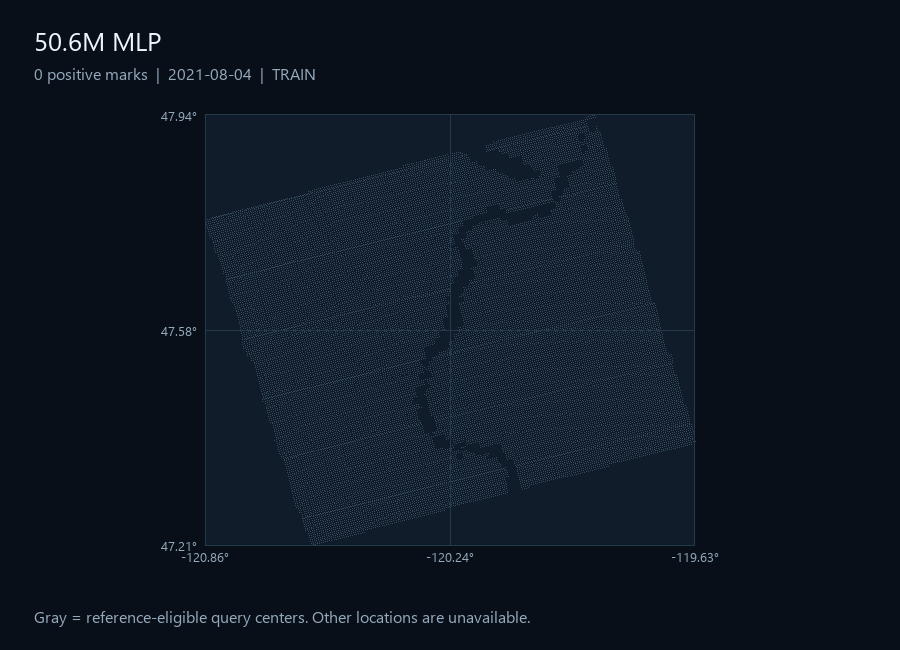 50.6M MLP
0 positive marks | 2021-08-04 | TRAIN
47.94°
47.58°
47.21°
-120.86°
-120.24°
-119.63°
Gray = reference-eligible query centers. Other locations are unavailable.